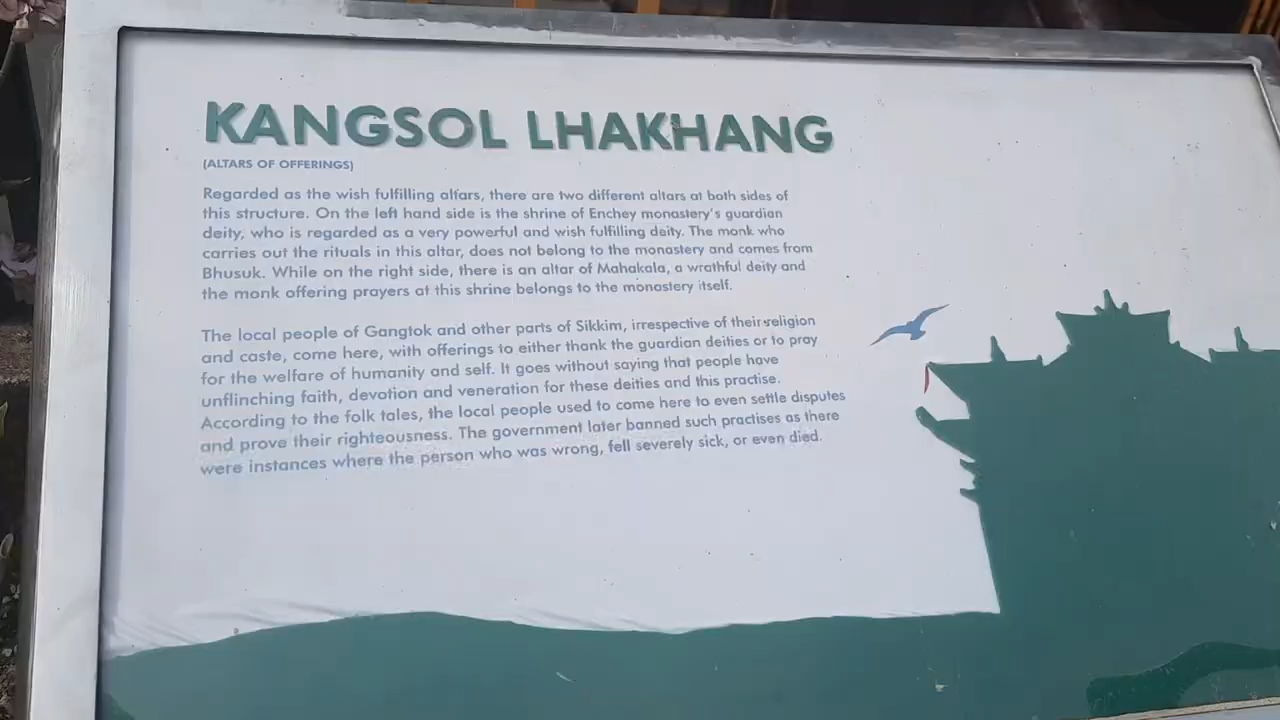 KANGSOL LHAKHANG
(ALTARS OF OFFERINGS)
Regarded as the wish fulfilling altars, there are two different altars at both sides of
this structure. On the left hand side is the shrine of Enchey monastery's guardian
deity, who is regarded as a very powerful and wish fulfilling deity. The monk who
carries out the rituals in this altar, does not belong to the monastery and comes from
Bhusuk. While on the right side, there is an altar of Mahakala, a wrathful deity and
the monk offering prayers at this shrine belongs to the monastery itself.
The local people of Gangtok and other parts of Sikkim, irrespective of their religion
and caste, come here, with offerings to either thank the guardian deities or to pray
for the welfare of humanity and self. It goes without saying that people have
unflinching faith, devotion and veneration for these deities and this practise.
According to the folk tales, the local people used to come here to even settle disputes
and prove their righteousness. The government later banned such practises as there
were instances where the person who was wrong, fell severely sick, or even died.